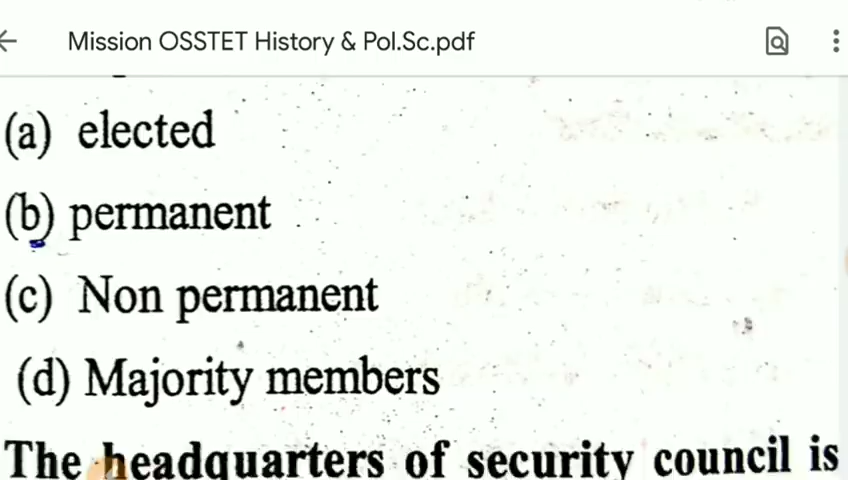 Mission OSSTET History & Pol.Sc.pdf
(a) elected
(b) permanent
(c) Non permanent
(d) Majority members
The headquarters of security council is